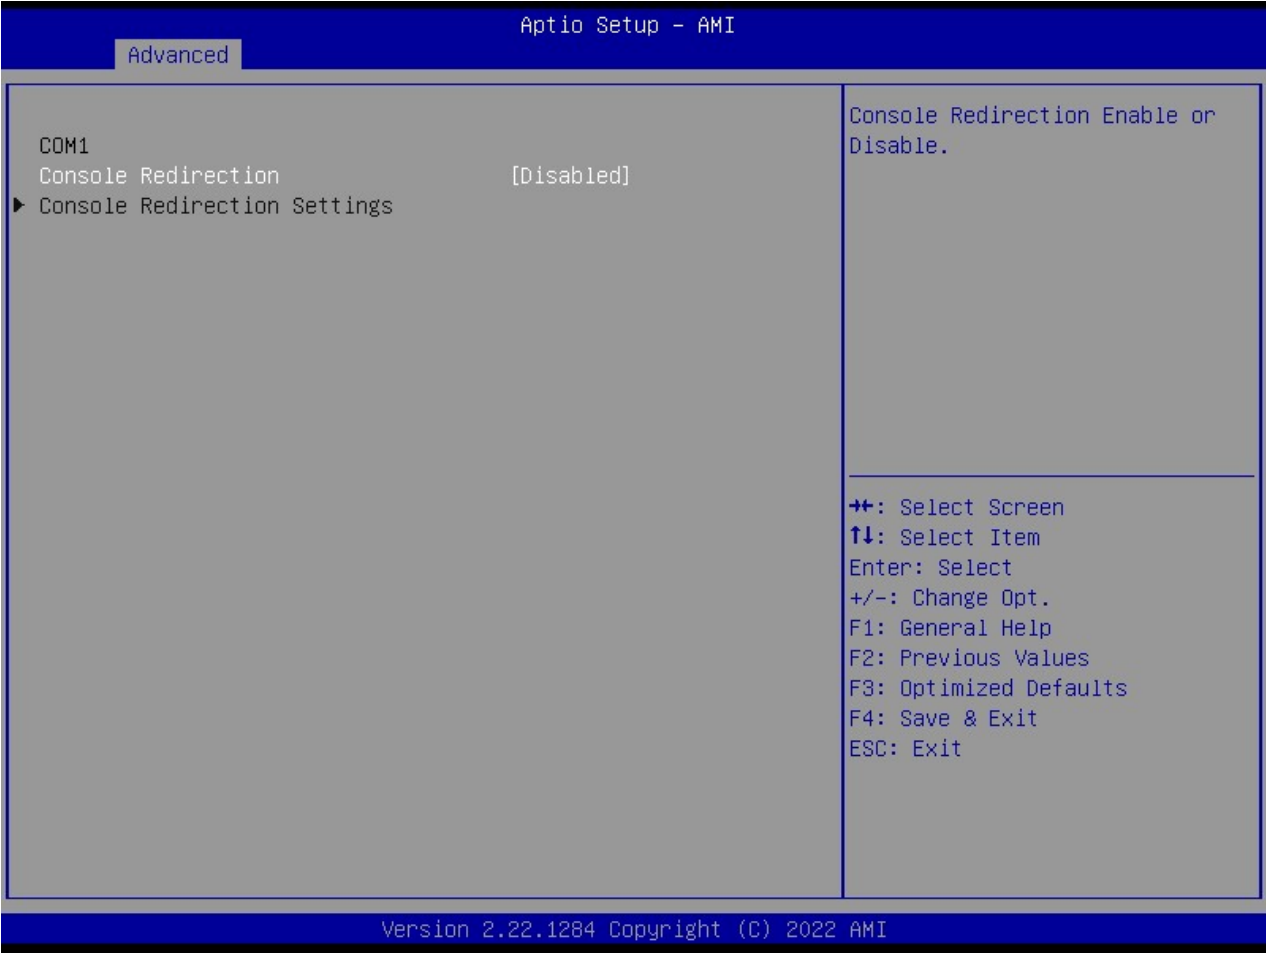 Aptio Setup – AMI
Advanced
COM1
Console Redirection [Disabled]
▶ Console Redirection Settings
Console Redirection Enable or
Disable.
→←: Select Screen
↑↓: Select Item
Enter: Select
+/-: Change Opt.
F1: General Help
F2: Previous Values
F3: Optimized Defaults
F4: Save & Exit
ESC: Exit
Version 2.22.1284 Copyright (C) 2022 AMI